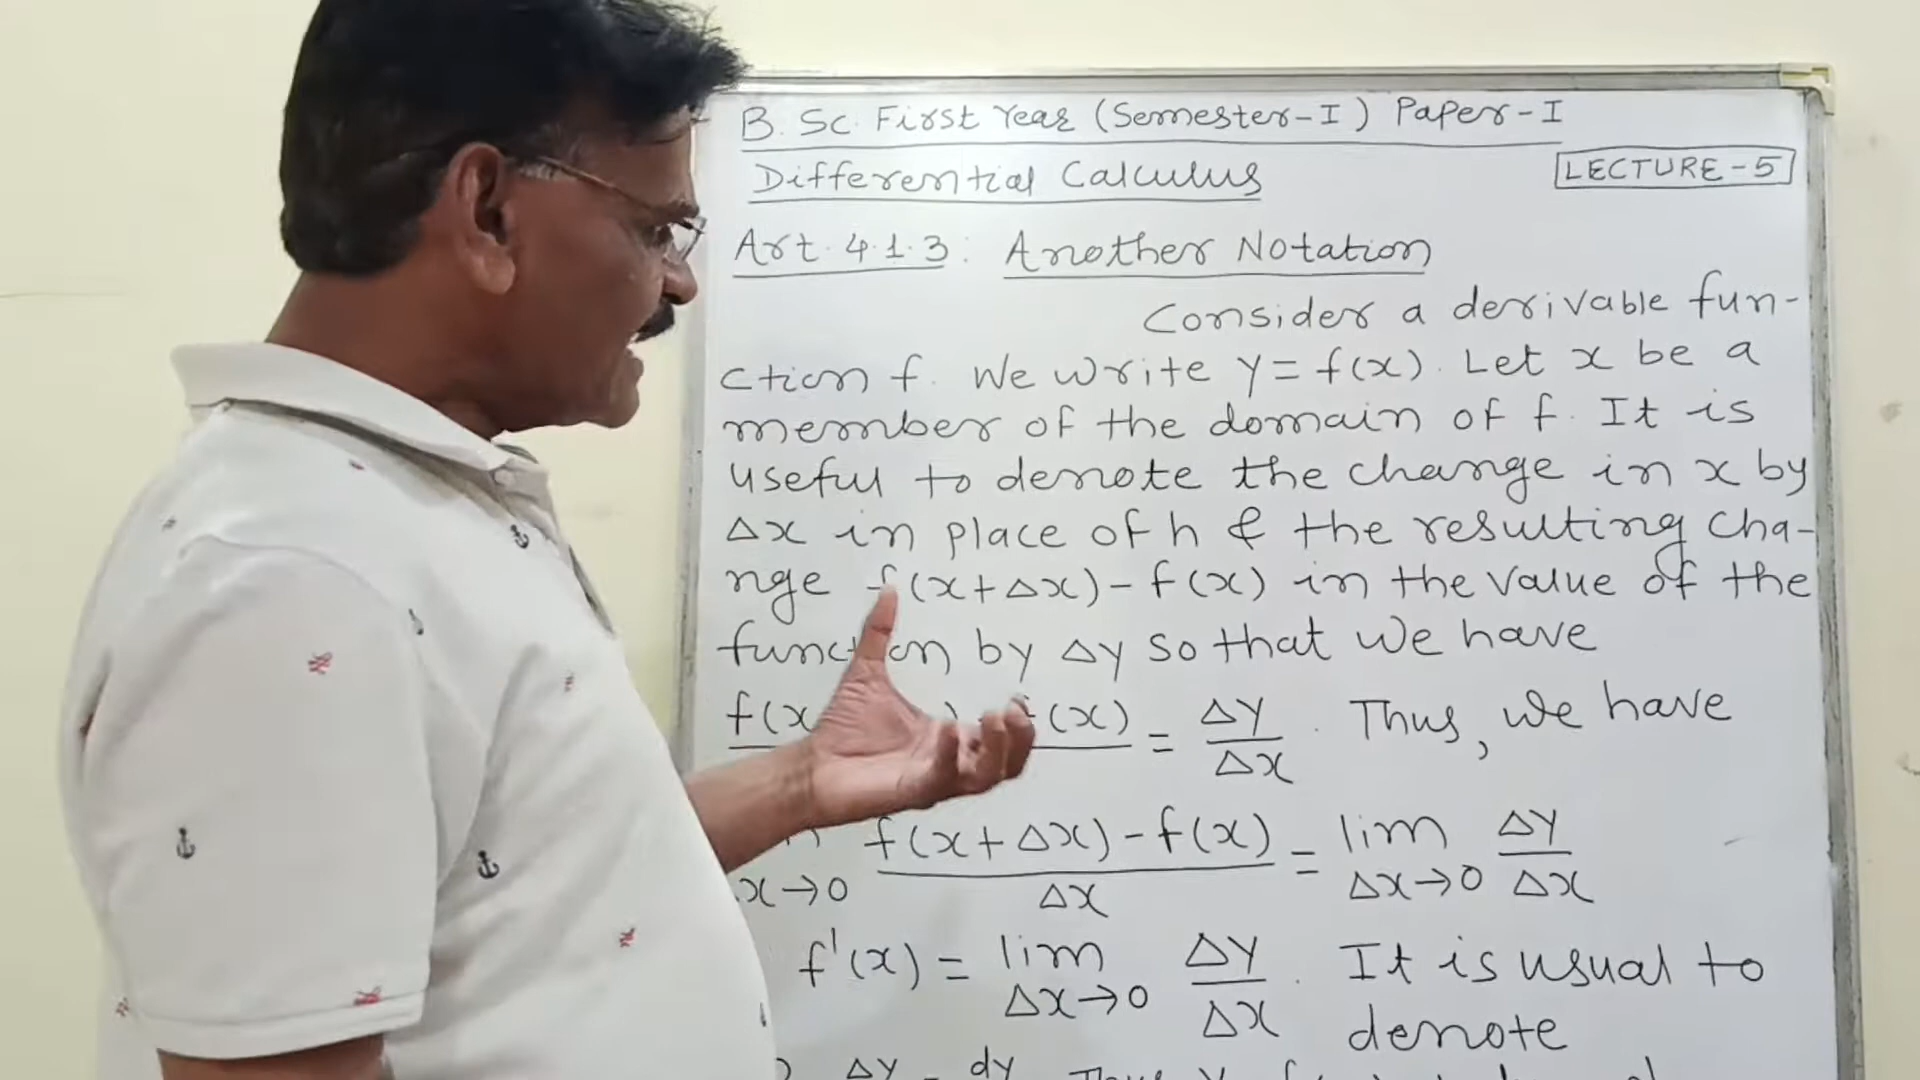 B. Sc. First Year (Semester-I) Paper-I
Differential Calculus
LECTURE-5
Art. 4.1.3: Another Notation
Consider a derivable fun-
ction f. We write y = f(x). Let x be a
member of the domain of f. It is
useful to denote the change in x by
Δx in place of h & the resulting cha-
nge f(x+Δx)-f(x) in the value of the
function by Δy so that we have
f(x f(x) = Δy/Δx. Thus, we have
x→0 f(x+Δx)-f(x)/Δx = lim Δx→0 Δy/Δx
f'(x) = lim Δx→0 Δy/Δx. It is usual to
denote
Δy dy